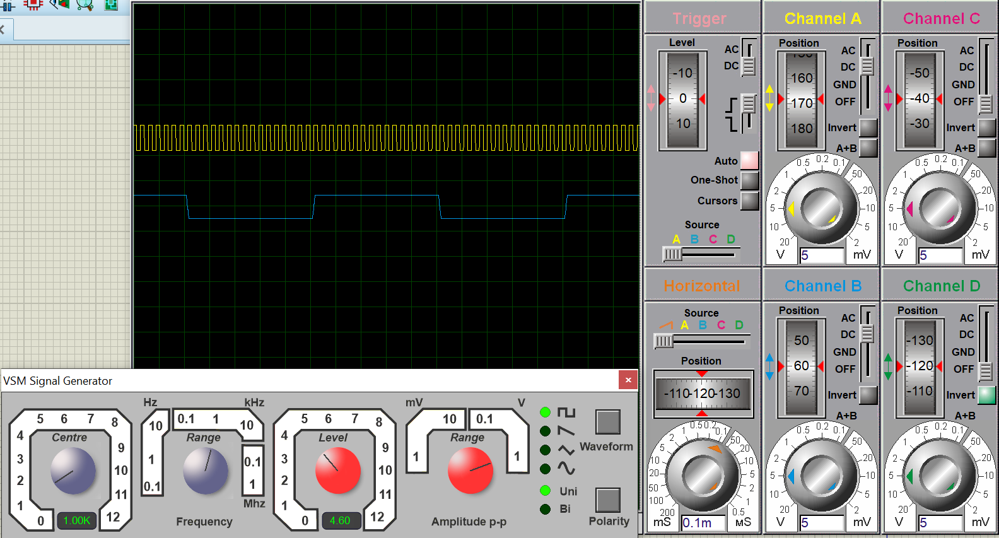 Trigger
Level
-10
0
10
AC
DC
Auto
One-Shot
Cursors
Source
A B C D
Channel A
Position
160
170
180
AC
DC
GND
OFF
Invert
A+B
20 10 5 2 1 0.5 0.2 0.1 50 20 10 5 2
V
5
mV
Channel C
Position
-50
-40
-30
AC
DC
GND
OFF
Invert
A+B
20 10 5 2 1 0.5 0.2 0.1 50 20 10 5 2
V
5
mV
Horizontal
Source
A B C D
Position
-110 -120 -130
200 100 50 20 10 5 2 1 0.5 0.2 0.1 50 20 10 5 2 1 0.5
mS
0.1m
µS
Channel B
Position
50
60
70
AC
DC
GND
OFF
Invert
A+B
20 10 5 2 1 0.5 0.2 0.1 50 20 10 5 2
V
5
mV
Channel D
Position
-130
-120
-110
AC
DC
GND
OFF
Invert
A+B
20 10 5 2 1 0.5 0.2 0.1 50 20 10 5 2
V
5
mV
VSM Signal Generator
0 1 2 3 4 5 6 7 8 9 10 11 12
Centre
1.00K
Hz
kHz
0.1 1 10 0.1 1 10 0.1 1
Range
Mhz
Frequency
0 1 2 3 4 5 6 7 8 9 10 11 12
Level
4.60
mV
V
1 10 0.1 1
Range
Amplitude p-p
Waveform
Uni
Bi
Polarity